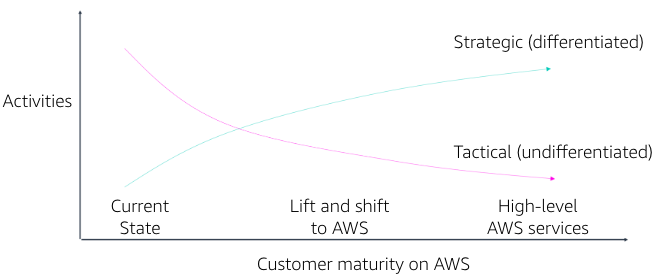 Strategic (differentiated)
Activities
Tactical (undifferentiated)
Current
State
Lift and shift
to AWS
High-level
AWS services
Customer maturity on AWS